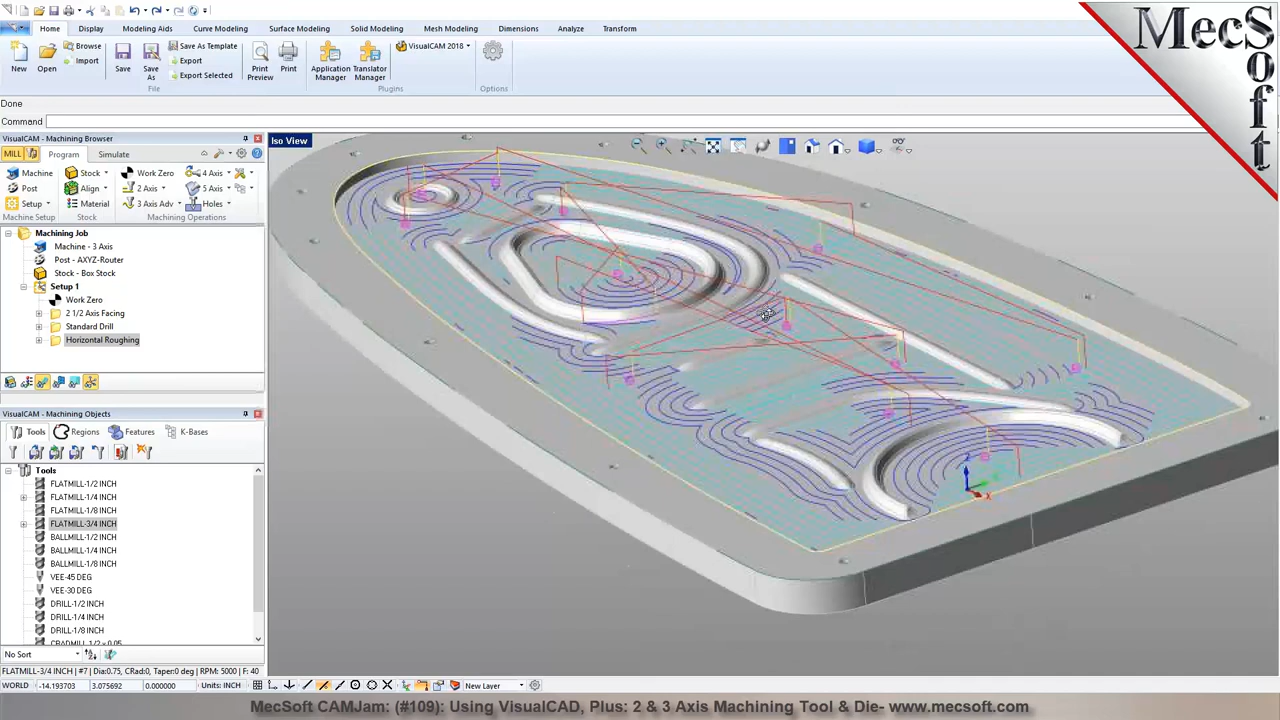 Home Display Modeling Aids Curve Modeling Surface Modeling Solid Modeling Mesh Modeling Dimensions Analyze Transform
New
Open
Browse
Import
Save
Save As
Save As Template
Export
Export Selected
Print Preview
Print
Application Manager
Translator Manager
VisualCAM 2018
File
Plugins
Options
MecSoft
Done
Command
VisualCAM - Machining Browser
MILL Program Simulate
Machine Stock Work Zero 4 Axis
Post Align 2 Axis 5 Axis
Setup Material 3 Axis Adv Holes
Machine Setup Stock Machining Operations
Machining Job
Machine - 3 Axis
Post - AXYZ-Router
Stock - Box Stock
Setup 1
Work Zero
2 1/2 Axis Facing
Standard Drill
Horizontal Roughing
VisualCAM - Machining Objects
Tools Regions Features K-Bases
Tools
FLATMILL-1/2 INCH
FLATMILL-1/4 INCH
FLATMILL-1/8 INCH
FLATMILL-3/4 INCH
BALLMILL-1/2 INCH
BALLMILL-1/4 INCH
BALLMILL-1/8 INCH
VEE-45 DEG
VEE-30 DEG
DRILL-1/2 INCH
DRILL-1/4 INCH
DRILL-1/8 INCH
No Sort
Iso View
Z
X
FLATMILL-3/4 INCH | #7 | Dia:0.75, CRad:0, Taper:0 deg | RPM: 5000 | F: 40
WORLD -14.193703 3.075692 0.000000 Units: INCH New Layer
MecSoft CAMJam: (#109): Using VisualCAD, Plus: 2 & 3 Axis Machining Tool & Die- www.mecsoft.com